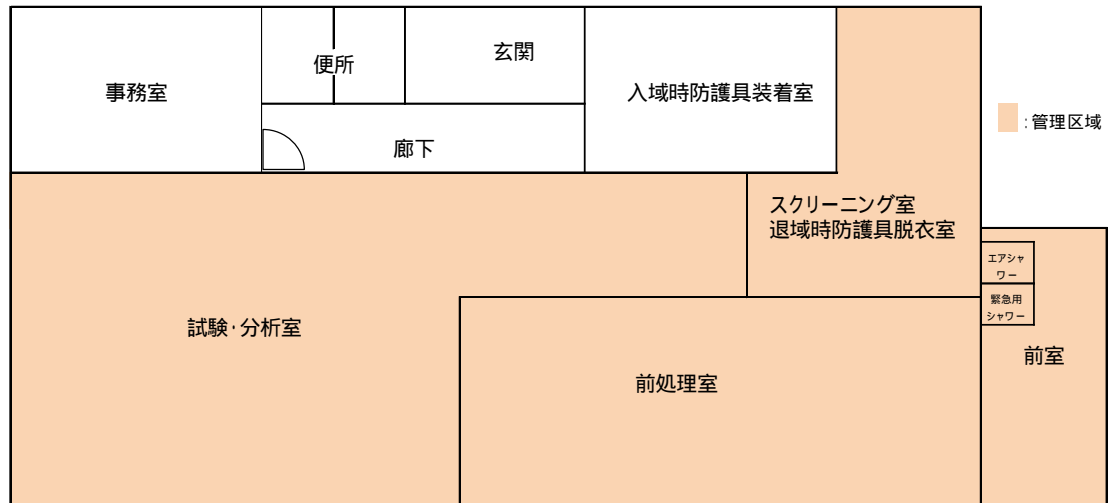 事務室
便所
玄関
廊下
入域時防護具装着室
:管理区域
スクリーニング室
退域時防護具脱衣室
エアシャ
ワー
緊急用
シャワー
試験・分析室
前処理室
前室